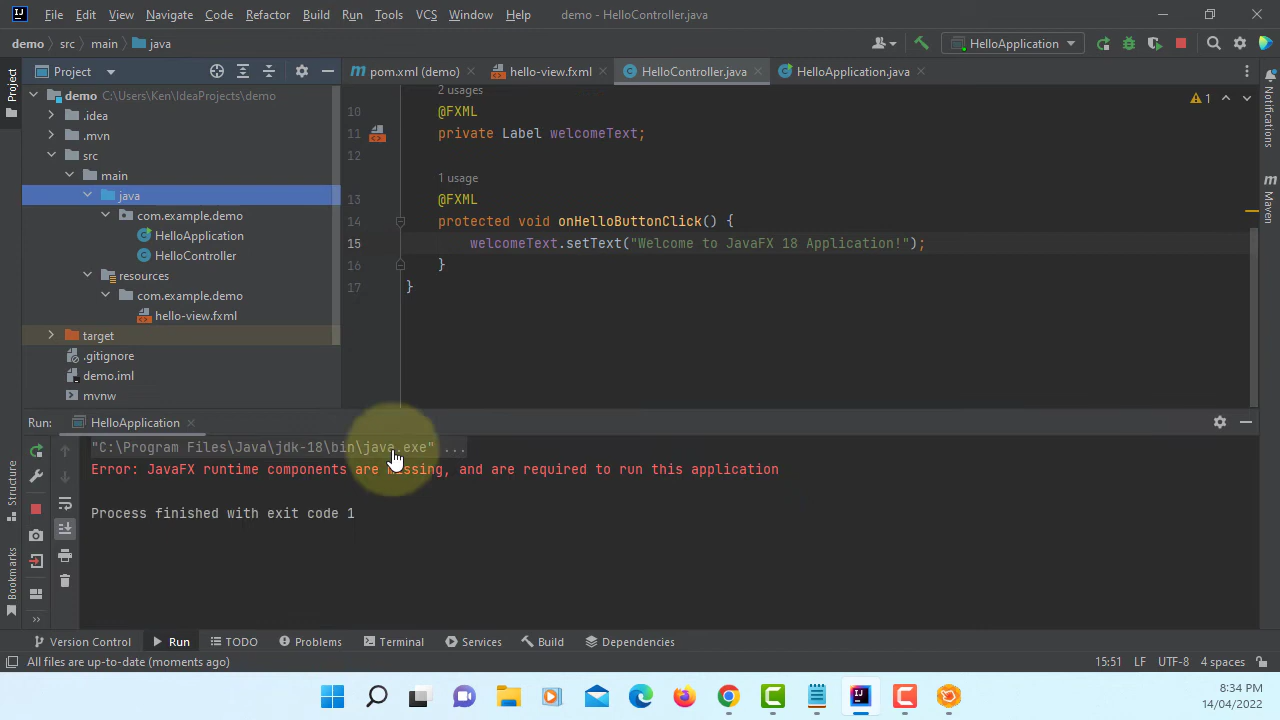 File Edit View Navigate Code Refactor Build Run Tools VCS Window Help demo - HelloController.java
demo src main java HelloApplication
Project pom.xml (demo) hello-view.fxml HelloController.java HelloApplication.java
demo C:\Users\Ken\IdeaProjects\demo
.idea
.mvn
src
main
java
com.example.demo
HelloApplication
HelloController
resources
com.example.demo
hello-view.fxml
target
.gitignore
demo.iml
mvnw
2 usages
10 @FXML
11 private Label welcomeText;
12
1 usage
13 @FXML
14 protected void onHelloButtonClick() {
15 welcomeText.setText("Welcome to JavaFX 18 Application!");
16 }
17 }
1
Project
Structure
Bookmarks
Notifications
Maven
Run: HelloApplication
"C:\Program Files\Java\jdk-18\bin\java.exe" ...
Error: JavaFX runtime components are missing, and are required to run this application
Process finished with exit code 1
Version Control Run TODO Problems Terminal Services Build Dependencies
All files are up-to-date (moments ago) 15:51 LF UTF-8 4 spaces
8:34 PM
14/04/2022